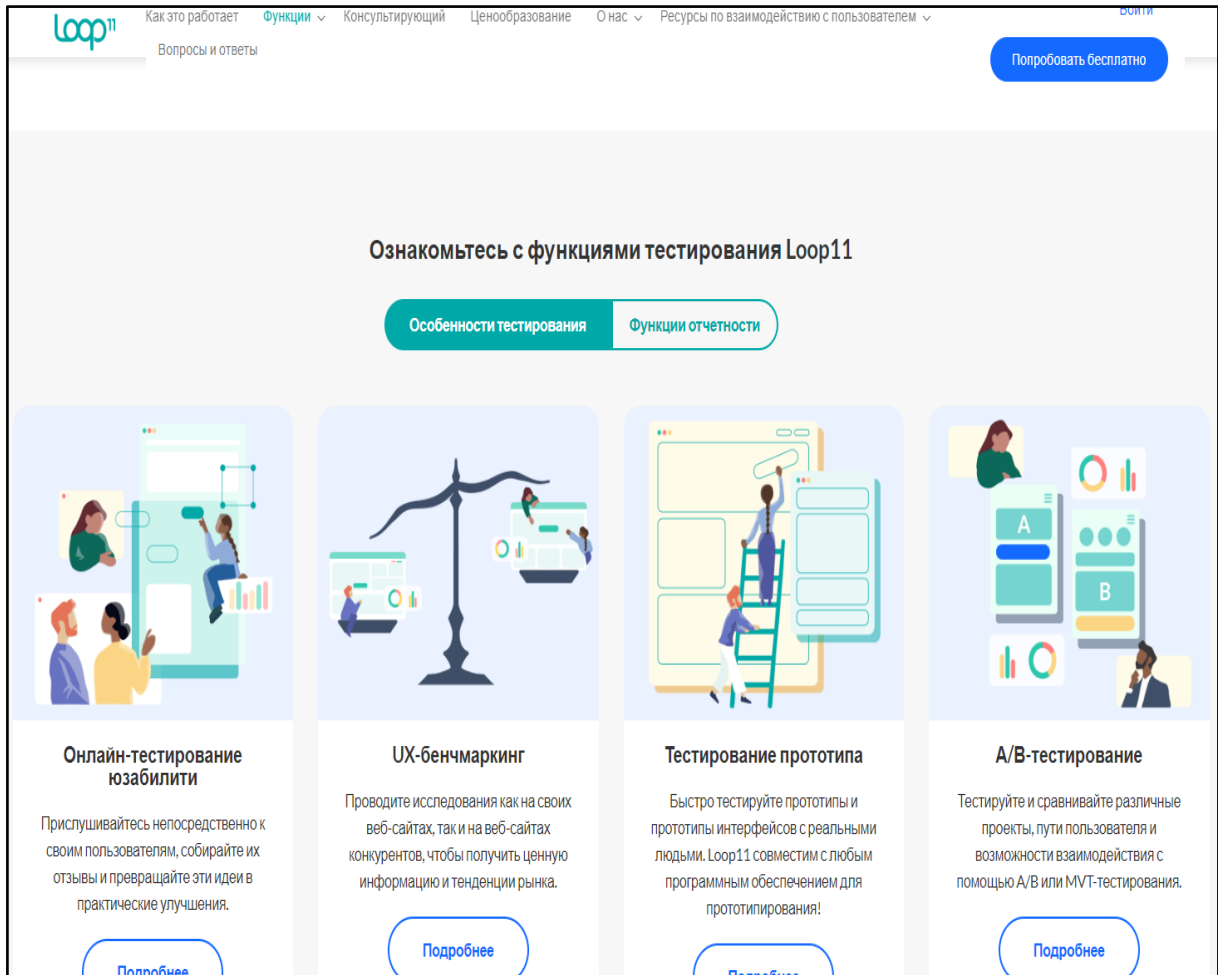 Loop11
Как это работает
Функции
Консультирующий
Ценообразование
О нас
Ресурсы по взаимодействию с пользователем
Вопросы и ответы
Войти
Попробовать бесплатно
Ознакомьтесь с функциями тестирования Loop11
Особенности тестирования
Функции отчетности
A
B
Онлайн-тестирование
юзабилити
Прислушивайтесь непосредственно к
своим пользователям, собирайте их
отзывы и превращайте эти идеи в
практические улучшения.
Подробнее
UX-бенчмаркинг
Проводите исследования как на своих
веб-сайтах, так и на веб-сайтах
конкурентов, чтобы получить ценную
информацию и тенденции рынка.
Подробнее
Тестирование прототипа
Быстро тестируйте прототипы и
прототипы интерфейсов с реальными
людьми. Loop11 совместим с любым
программным обеспечением для
прототипирования!
Подробнее
A/B-тестирование
Тестируйте и сравнивайте различные
проекты, пути пользователя и
возможности взаимодействия с
помощью A/B или MVT-тестирования.
Подробнее